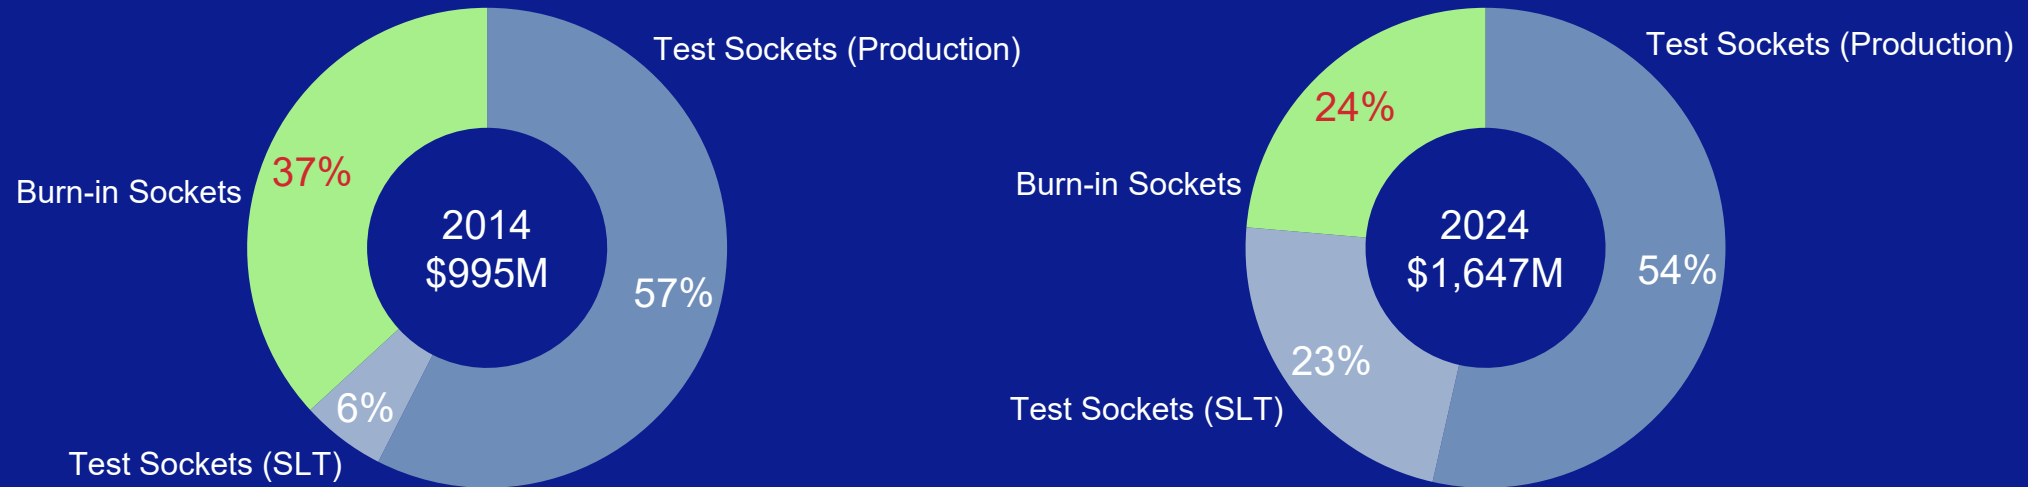 Test Sockets (Production)
37%
Burn-in Sockets
2014
$995M
57%
6%
Test Sockets (SLT)
Test Sockets (Production)
24%
Burn-in Sockets
2024
$1,647M
54%
23%
Test Sockets (SLT)